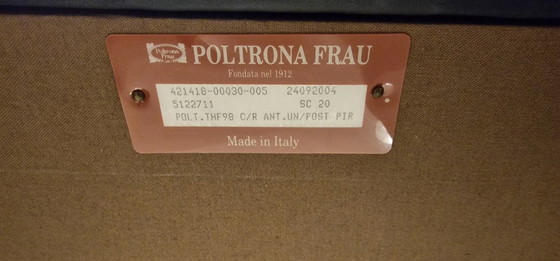 Poltrona
Frau
POLTRONA FRAU
Fondata nel 1912
421418-00Q30-005 24092004
5122711 SC 20
POLT.THF98 C/R ANT.UN/POST PIR
Made in Italy